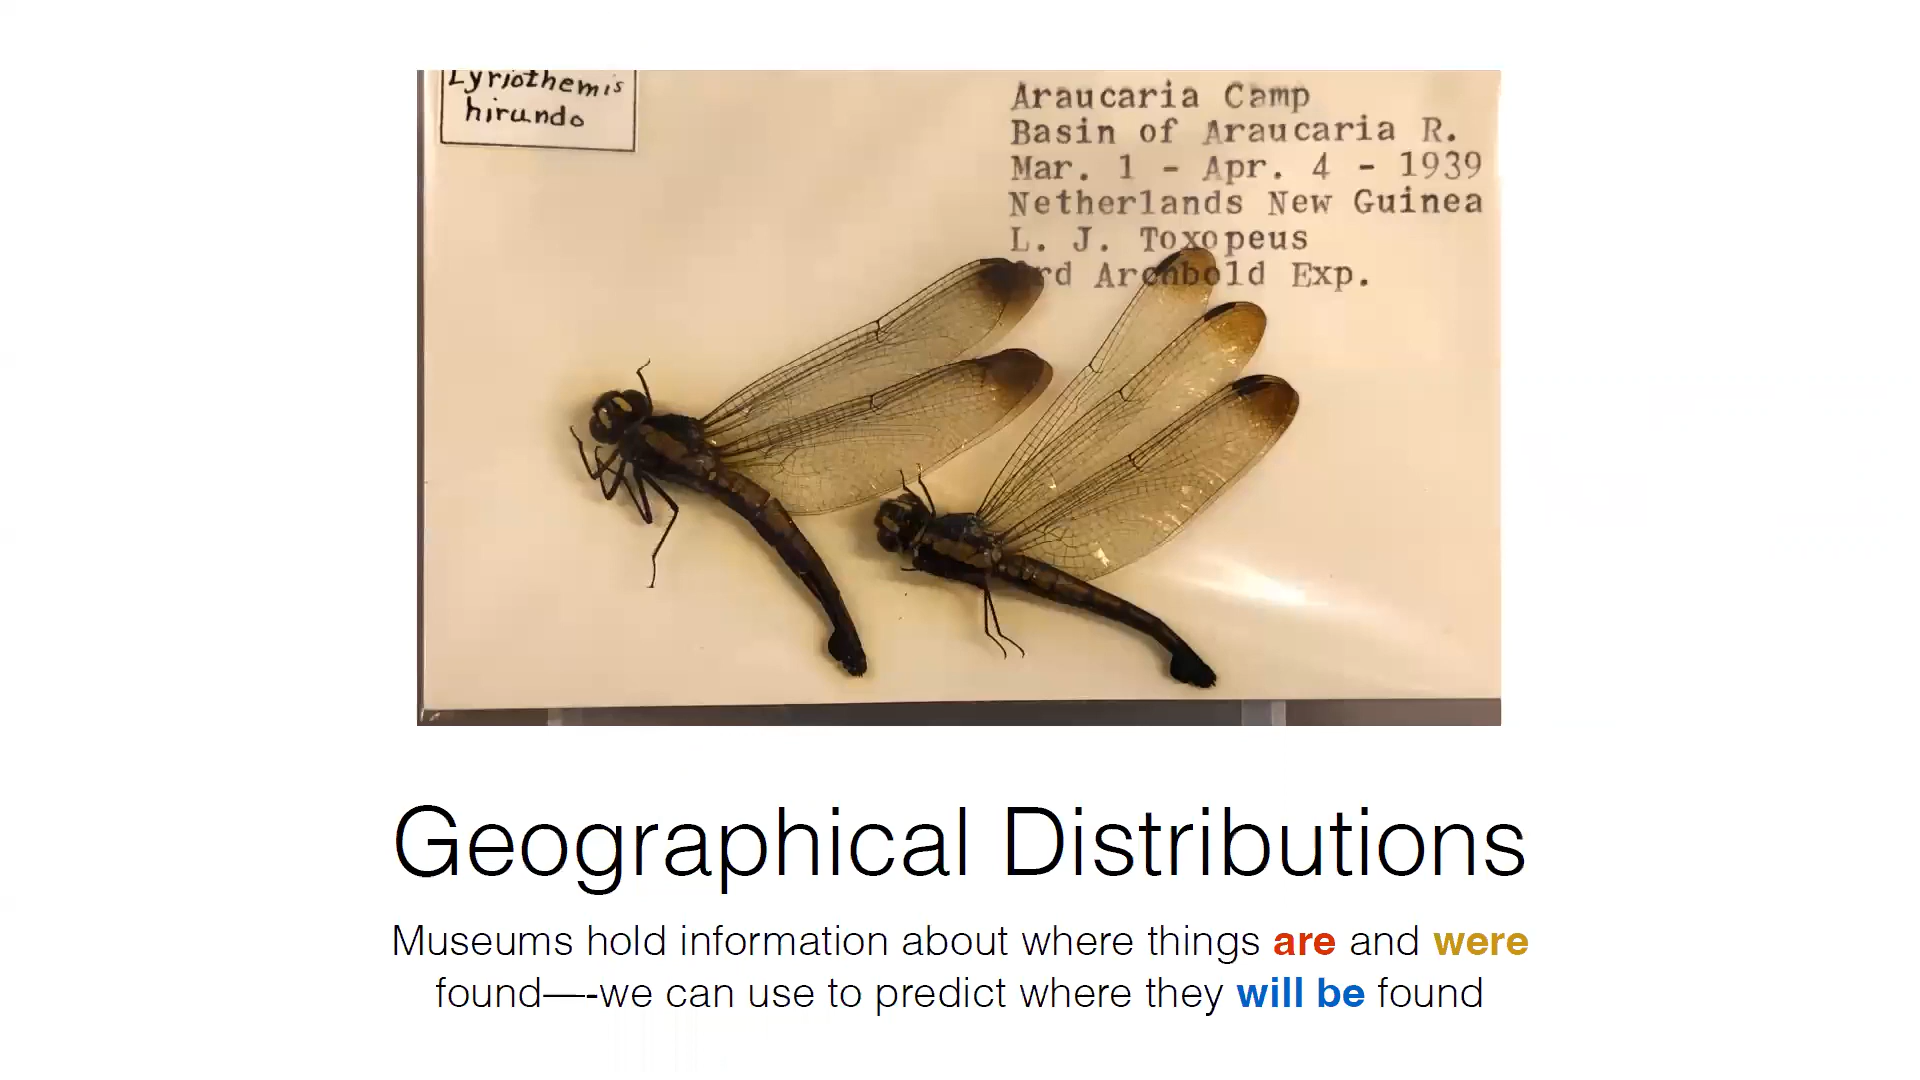 Lyriothemis
hirundo
Araucaria Camp
Basin of Araucaria R.
Mar. 1 - Apr. 4 - 1939
Netherlands New Guinea
L. J. Toxopeus
3rd Archbold Exp.
Geographical Distributions
Museums hold information about where things are and were
found—-we can use to predict where they will be found